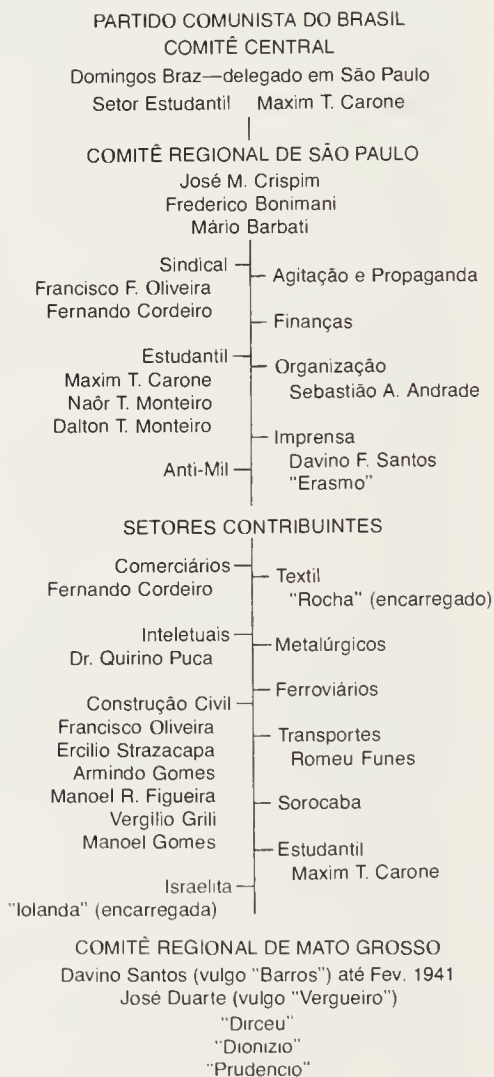 PARTIDO COMUNISTA DO BRASIL
COMITÊ CENTRAL
Domingos Braz—delegado em São Paulo
Setor Estudantil Maxim T. Carone
COMITÊ REGIONAL DE SÃO PAULO
José M. Crispim
Frederico Bonimani
Mário Barbati
Sindical
Francisco F. Oliveira
Fernando Cordeiro
Agitação e Propaganda
Finanças
Estudantil
Maxim T. Carone
Naôr T. Monteiro
Dalton T. Monteiro
Organização
Sebastião A. Andrade
Imprensa
Davino F. Santos
"Erasmo"
Anti-Mil
SETORES CONTRIBUINTES
Comerciários
Fernando Cordeiro
Textil
"Rocha" (encarregado)
Inteletuais
Dr. Quirino Puca
Metalúrgicos
Ferroviários
Construção Civil
Francisco Oliveira
Ercilio Strazacapa
Armindo Gomes
Manoel R. Figueira
Vergilio Grili
Manoel Gomes
Transportes
Romeu Funes
Sorocaba
Estudantil
Maxim T. Carone
Israelita
"Iolanda" (encarregada)
COMITÊ REGIONAL DE MATO GROSSO
Davino Santos (vulgo "Barros") até Fev. 1941
José Duarte (vulgo "Vergueiro")
"Dirceu"
"Dionizio"
"Prudencio"